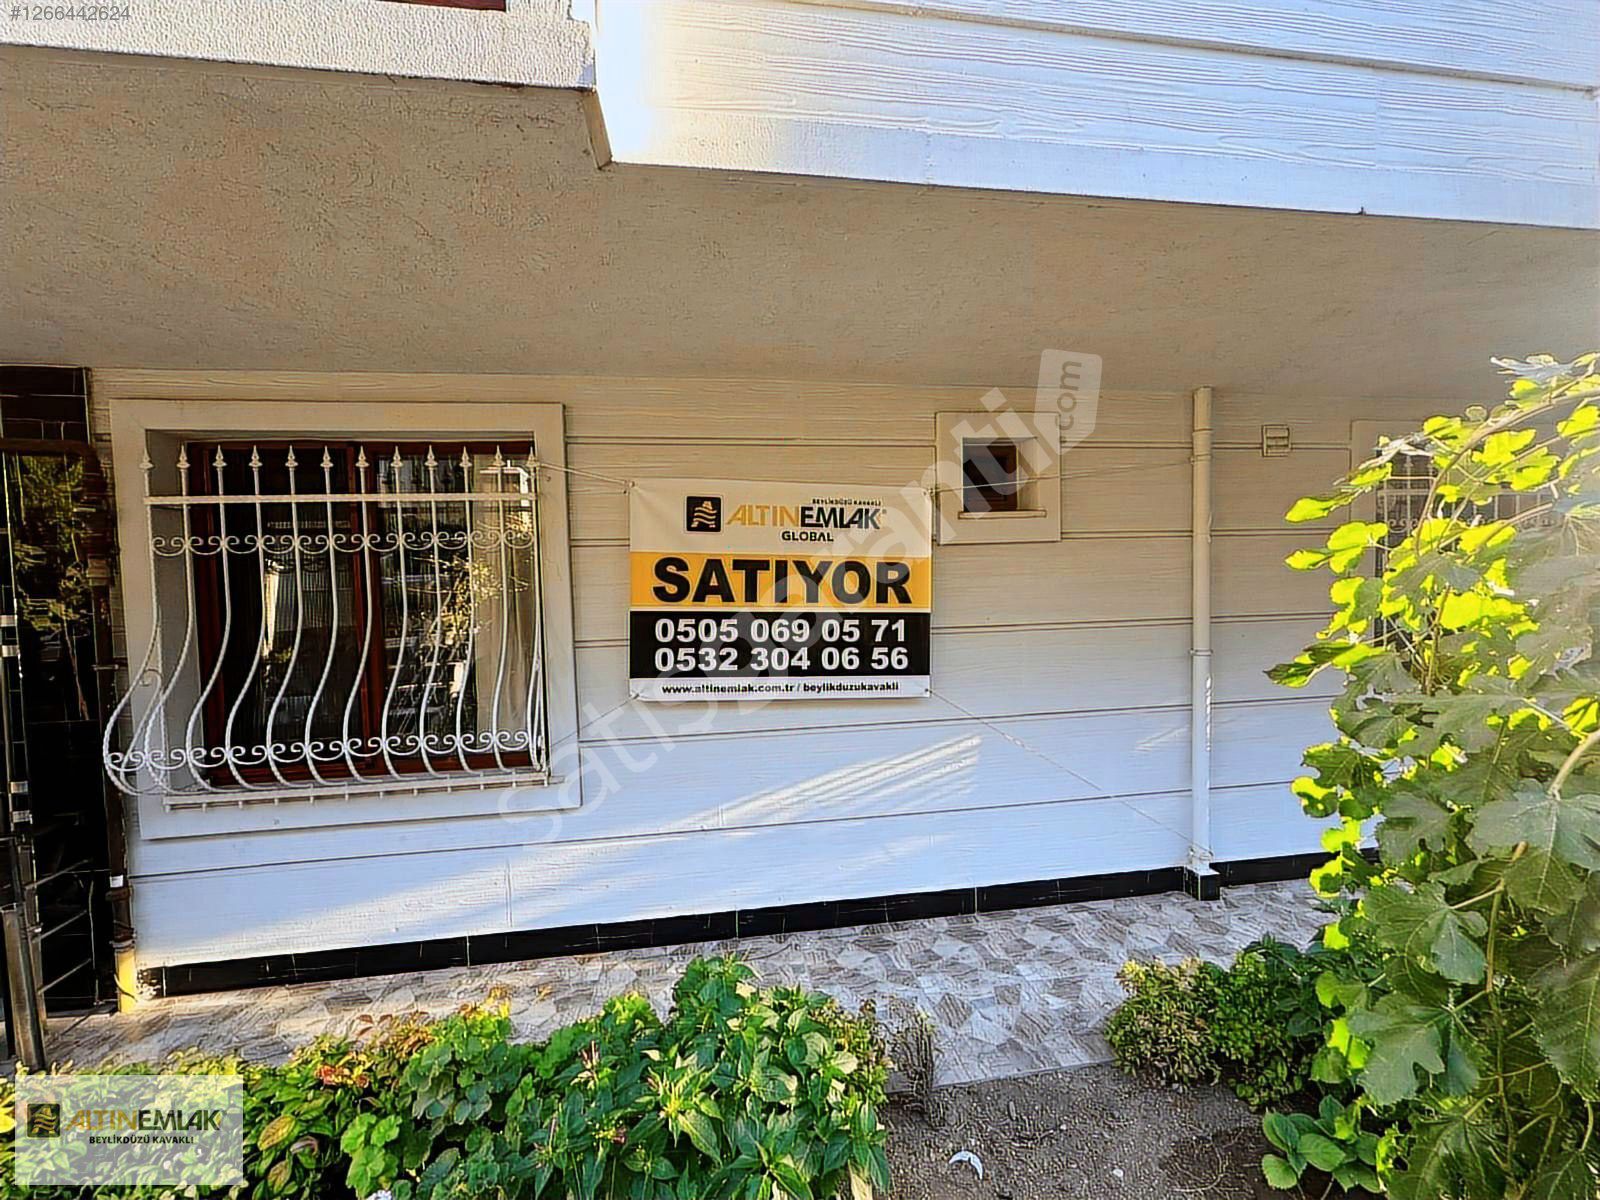 #1266442624
BEYLİKDÜZÜ KAVAKLI
ALTINEMLAK®
GLOBAL
SATIYOR
0505 069 05 71
0532 304 06 56
www.altinemlak.com.tr / beylikduzukavakli
satisgaranti.com
ALTINEMLAK
BEYLİKDÜZÜ KAVAKLI